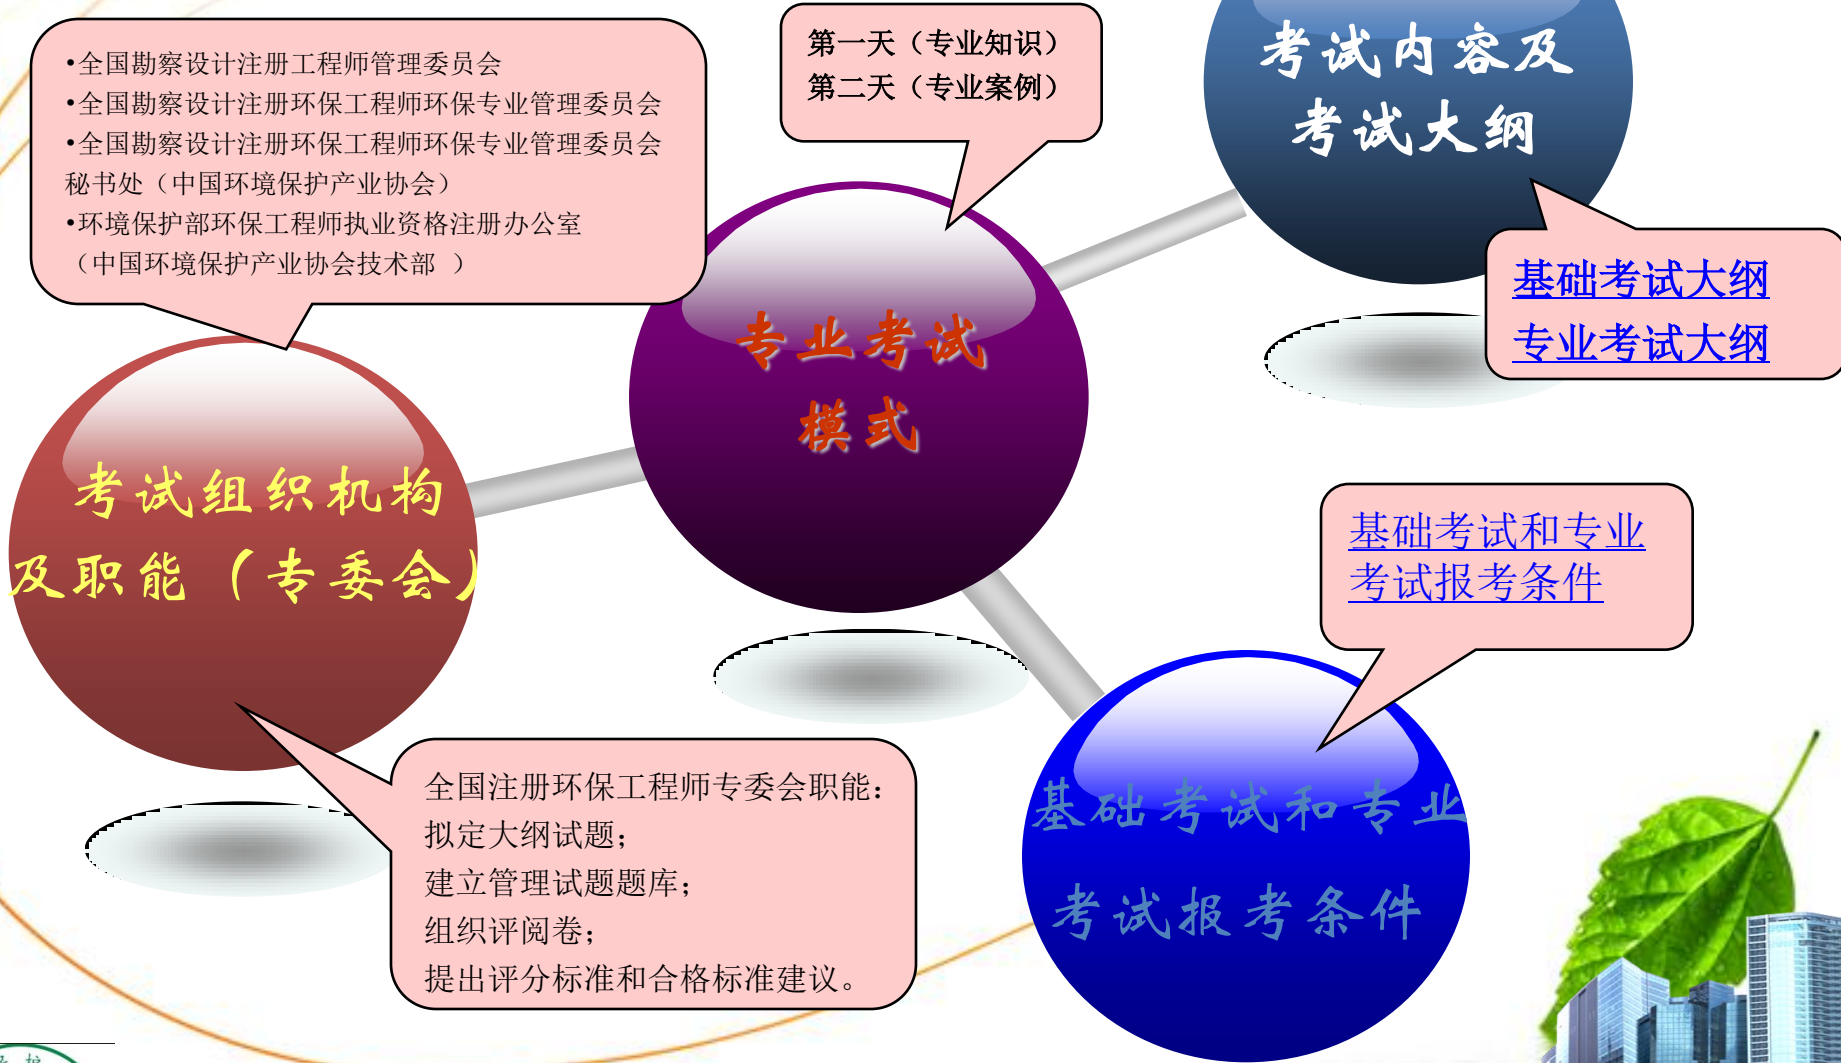 •全国勘察设计注册工程师管理委员会
•全国勘察设计注册环保工程师环保专业管理委员会
•全国勘察设计注册环保工程师环保专业管理委员会
秘书处（中国环境保护产业协会）
•环境保护部环保工程师执业资格注册办公室
（中国环境保护产业协会技术部 ）
第一天（专业知识）
第二天（专业案例）
考试内容及
考试大纲
基础考试大纲
专业考试大纲
专业考试
模式
考试组织机构
及职能（专委会）
基础考试和专业
考试报考条件
全国注册环保工程师专委会职能：
拟定大纲试题；
建立管理试题题库；
组织评阅卷；
提出评分标准和合格标准建议。
基础考试和专业
考试报考条件